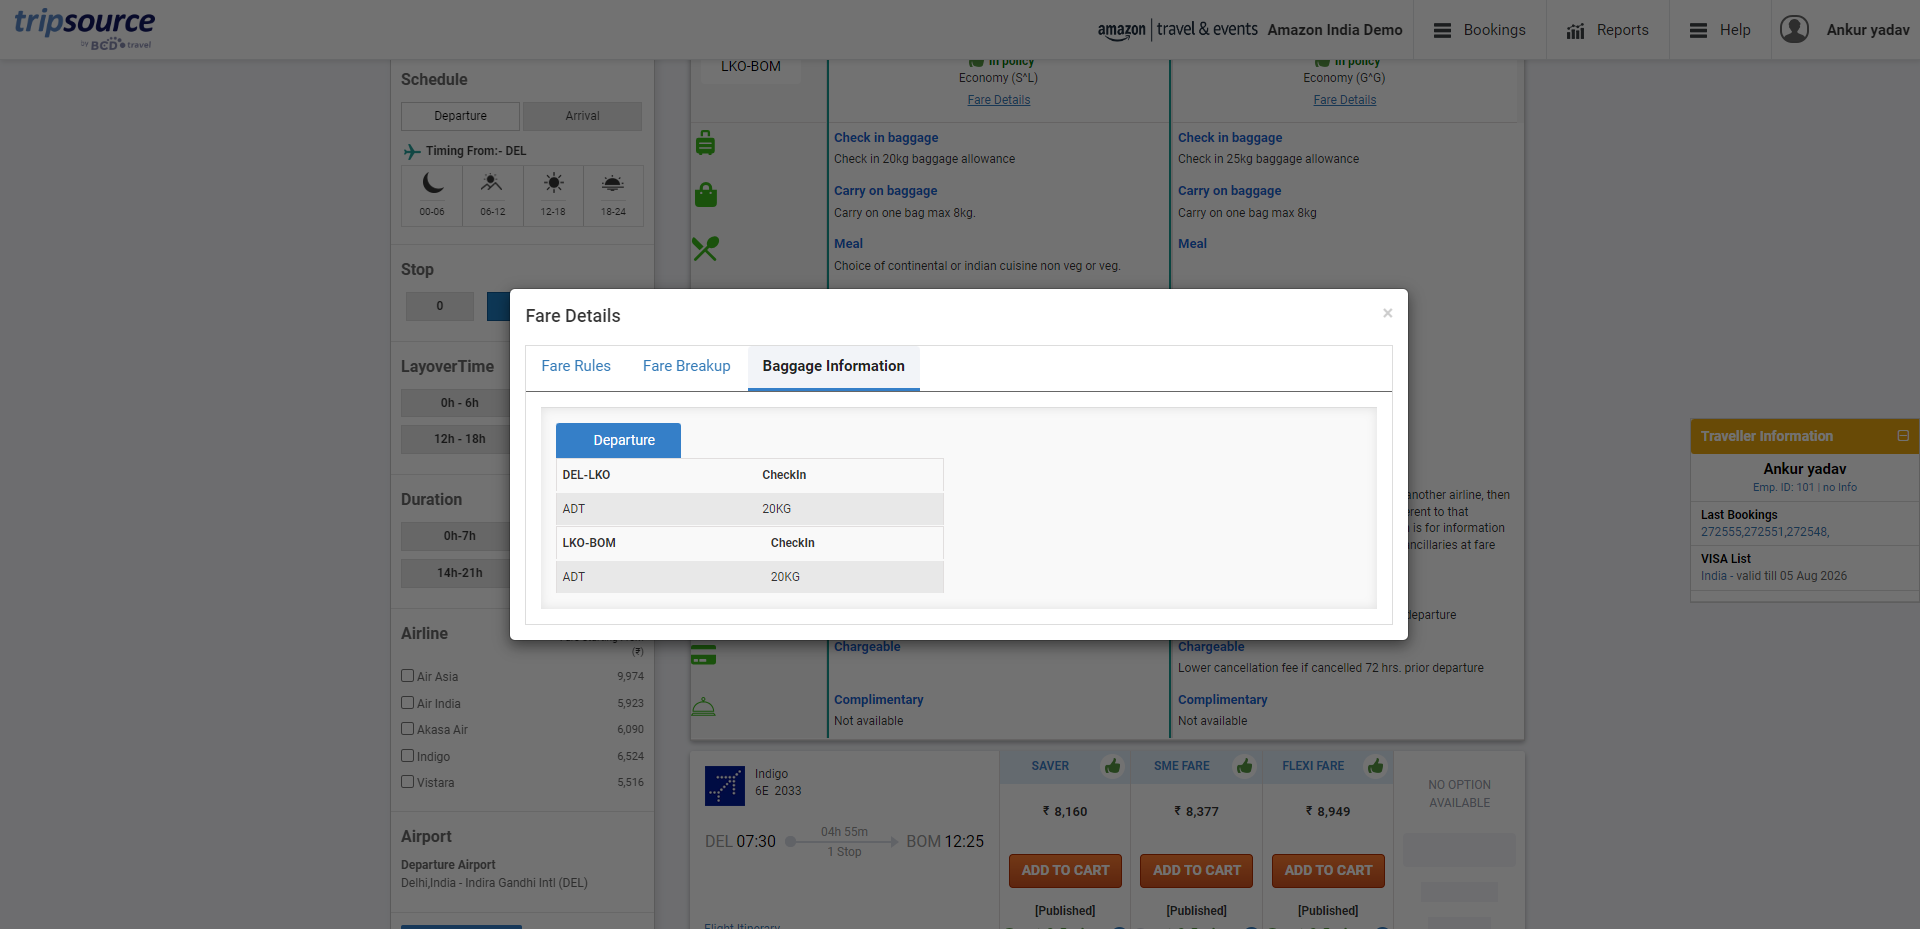 tripsource
by BCD travel
amazon travel & events Amazon India Demo
Bookings
Reports
Help
Ankur yadav
Schedule
Departure
Arrival
Timing From:- DEL
00-06
06-12
12-18
18-24
Stop
0
LayoverTime
0h - 6h
12h - 18h
Duration
0h-7h
14h-21h
Airline
(₹)
Air Asia 9,974
Air India 5,923
Akasa Air 6,090
Indigo 6,524
Vistara 5,516
Airport
Departure Airport
Delhi,India - Indira Gandhi Intl (DEL)
LKO-BOM
In policy
Economy (S^L)
Fare Details
In policy
Economy (G^G)
Fare Details
Check in baggage
Check in 20kg baggage allowance
Check in baggage
Check in 25kg baggage allowance
Carry on baggage
Carry on one bag max 8kg.
Carry on baggage
Carry on one bag max 8kg
Meal
Choice of continental or indian cuisine non veg or veg.
Meal
Fare Details
×
Fare Rules
Fare Breakup
Baggage Information
Departure
DEL-LKO CheckIn
ADT 20KG
LKO-BOM CheckIn
ADT 20KG
another airline, then
erent to that
is for information
ncillaries at fare
departure
Chargeable
Chargeable
Lower cancellation fee if cancelled 72 hrs. prior departure
Complimentary
Not available
Complimentary
Not available
Indigo
6E 2033
DEL 07:30
04h 55m
1 Stop
BOM 12:25
Flight Itinerary
SAVER
₹ 8,160
ADD TO CART
[Published]
SME FARE
₹ 8,377
ADD TO CART
[Published]
FLEXI FARE
₹ 8,949
ADD TO CART
[Published]
NO OPTION
AVAILABLE
Traveller Information
Ankur yadav
Emp. ID: 101 | no Info
Last Bookings
272555,272551,272548,
VISA List
India - valid till 05 Aug 2026